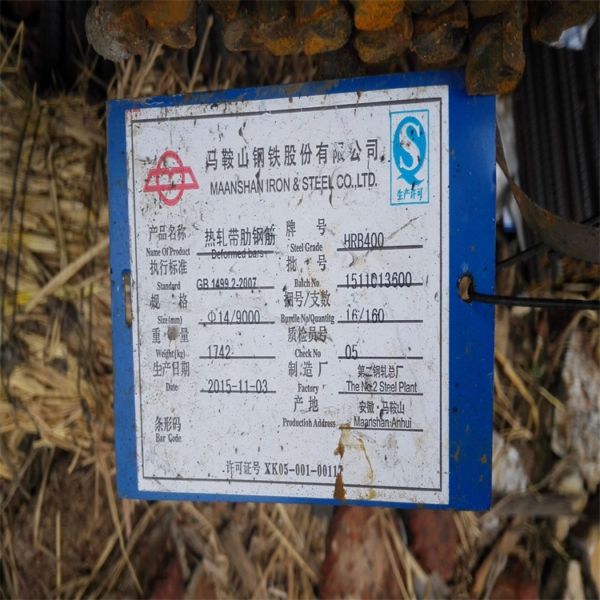 马鞍山钢铁股份有限公司
MAANSHAN IRON & STEEL CO.,LTD.
生产许可
产品名称 热轧带肋钢筋 牌 号 HRB400
Name Of Product Deformed bars Steel Grade
执行标准 GB 1499.2-2007 批 号 1511013600
Standard Batch No
规 格 Φ14/9000 捆号/支数 16/160
Size(mm) Bundle No/Quanting
重 量 1742 质检员号 05
Weight(kg) Check No
生产日期 2015-11-03 制 造 厂 第二钢轧总厂
Date Factory The No.2 Steel Plant
产 地 安徽·马鞍山
条形码 Production Address Maanshan Anhui
Bar Code
许可证号 XK05-001-00117